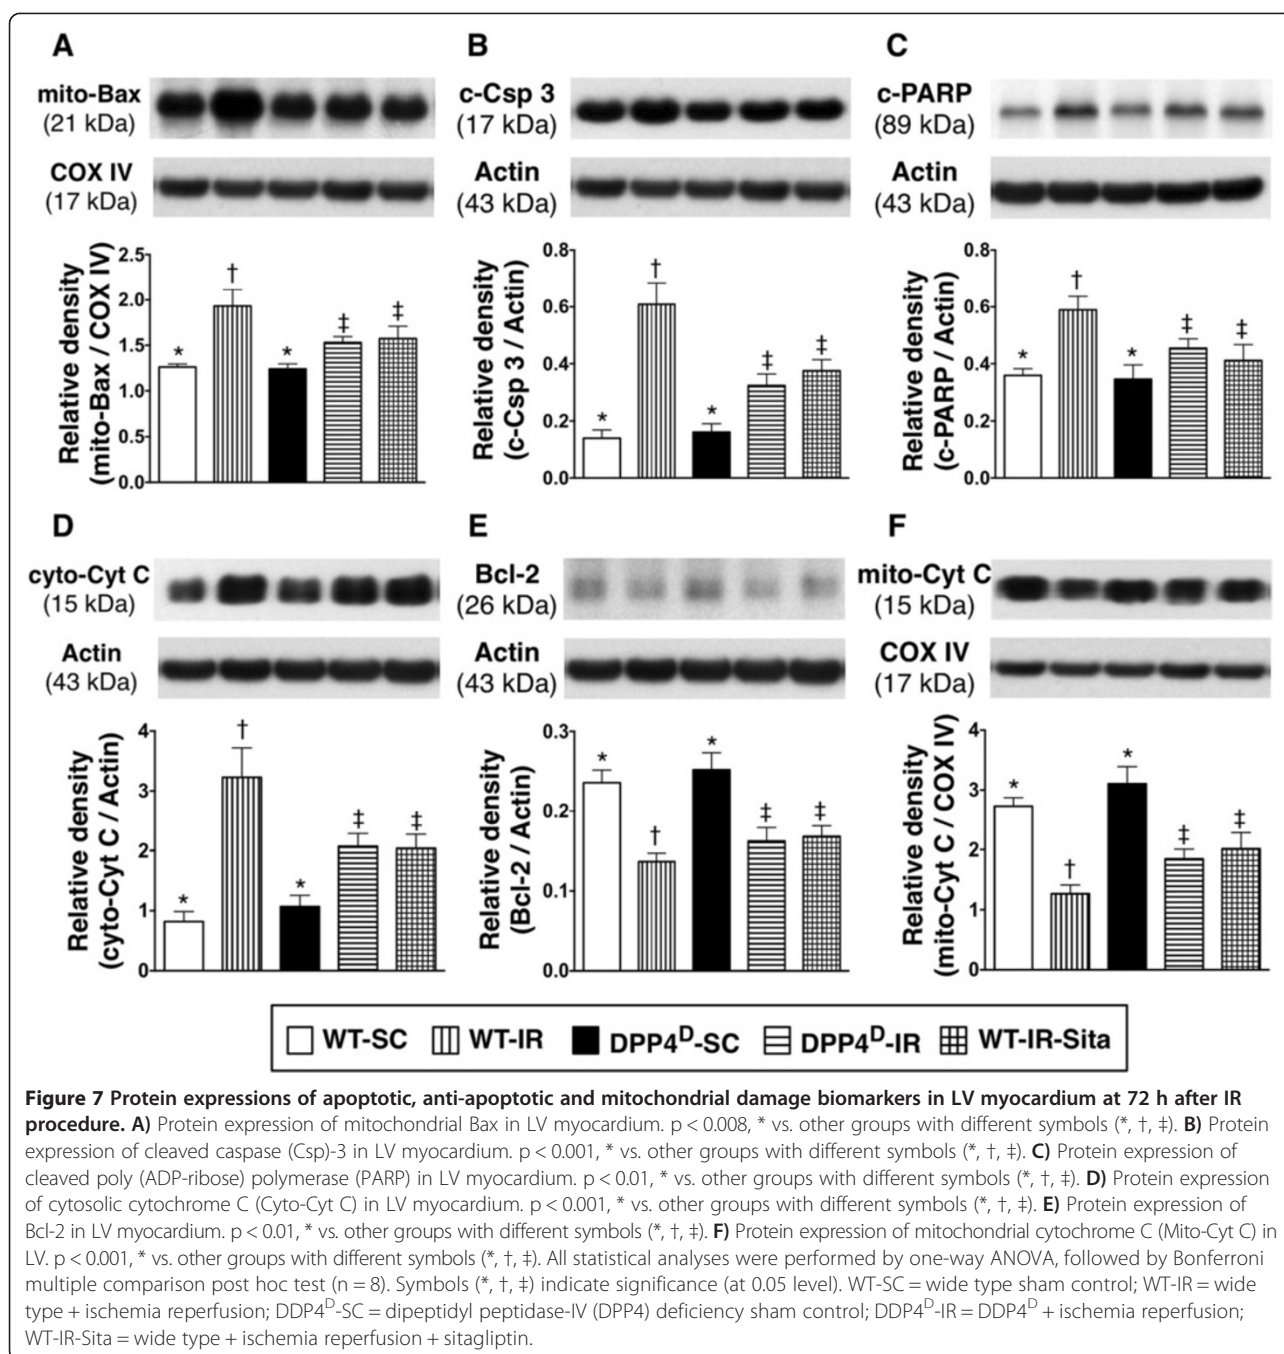 A
mito-Bax
(21 kDa)
COX IV
(17 kDa)
Relative density
(mito-Bax / COX IV)
2.5
2.0
1.5
1.0
0.5
0.0
* † * ‡ ‡
B
c-Csp 3
(17 kDa)
Actin
(43 kDa)
Relative density
(c-Csp 3 / Actin)
0.8
0.6
0.4
0.2
0.0
* † * ‡ ‡
C
c-PARP
(89 kDa)
Actin
(43 kDa)
Relative density
(c-PARP / Actin)
0.8
0.6
0.4
0.2
0.0
* † * ‡ ‡
D
cyto-Cyt C
(15 kDa)
Actin
(43 kDa)
Relative density
(cyto-Cyt C / Actin)
4
3
2
1
0
* † * ‡ ‡
E
Bcl-2
(26 kDa)
Actin
(43 kDa)
Relative density
(Bcl-2 / Actin)
0.3
0.2
0.1
0.0
* † * ‡ ‡
F
mito-Cyt C
(15 kDa)
COX IV
(17 kDa)
Relative density
(mito-Cyt C / COX IV)
4
3
2
1
0
* † * ‡ ‡
WT-SC WT-IR DPP4ᴰ-SC DPP4ᴰ-IR WT-IR-Sita
Figure 7 Protein expressions of apoptotic, anti-apoptotic and mitochondrial damage biomarkers in LV myocardium at 72 h after IR
procedure. A) Protein expression of mitochondrial Bax in LV myocardium. p < 0.008, * vs. other groups with different symbols (*, †, ‡). B) Protein
expression of cleaved caspase (Csp)-3 in LV myocardium. p < 0.001, * vs. other groups with different symbols (*, †, ‡). C) Protein expression of
cleaved poly (ADP-ribose) polymerase (PARP) in LV myocardium. p < 0.01, * vs. other groups with different symbols (*, †, ‡). D) Protein expression
of cytosolic cytochrome C (Cyto-Cyt C) in LV myocardium. p < 0.001, * vs. other groups with different symbols (*, †, ‡). E) Protein expression of
Bcl-2 in LV myocardium. p < 0.01, * vs. other groups with different symbols (*, †, ‡). F) Protein expression of mitochondrial cytochrome C (Mito-Cyt C) in
LV. p < 0.001, * vs. other groups with different symbols (*, †, ‡). All statistical analyses were performed by one-way ANOVA, followed by Bonferroni
multiple comparison post hoc test (n = 8). Symbols (*, †, ‡) indicate significance (at 0.05 level). WT-SC = wide type sham control; WT-IR = wide
type + ischemia reperfusion; DDP4ᴰ-SC = dipeptidyl peptidase-IV (DPP4) deficiency sham control; DDP4ᴰ-IR = DDP4ᴰ + ischemia reperfusion;
WT-IR-Sita = wide type + ischemia reperfusion + sitagliptin.